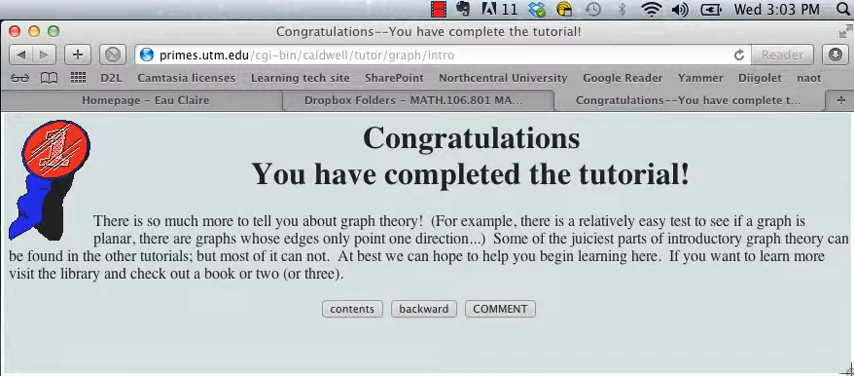 11 Wed 3:03 PM
Congratulations--You have complete the tutorial!
primes.utm.edu/cgi-bin/caldwell/tutor/graph/intro Reader
D2L Camtasia licenses Learning tech site SharePoint Northcentral University Google Reader Yammer Diigolet naot
Homepage - Eau Claire Dropbox Folders - MATH.106.801 MA... Congratulations--You have complete t...
1
Congratulations
You have completed the tutorial!
There is so much more to tell you about graph theory! (For example, there is a relatively easy test to see if a graph is
planar, there are graphs whose edges only point one direction...) Some of the juiciest parts of introductory graph theory can
be found in the other tutorials; but most of it can not. At best we can hope to help you begin learning here. If you want to learn more
visit the library and check out a book or two (or three).
contents backward COMMENT